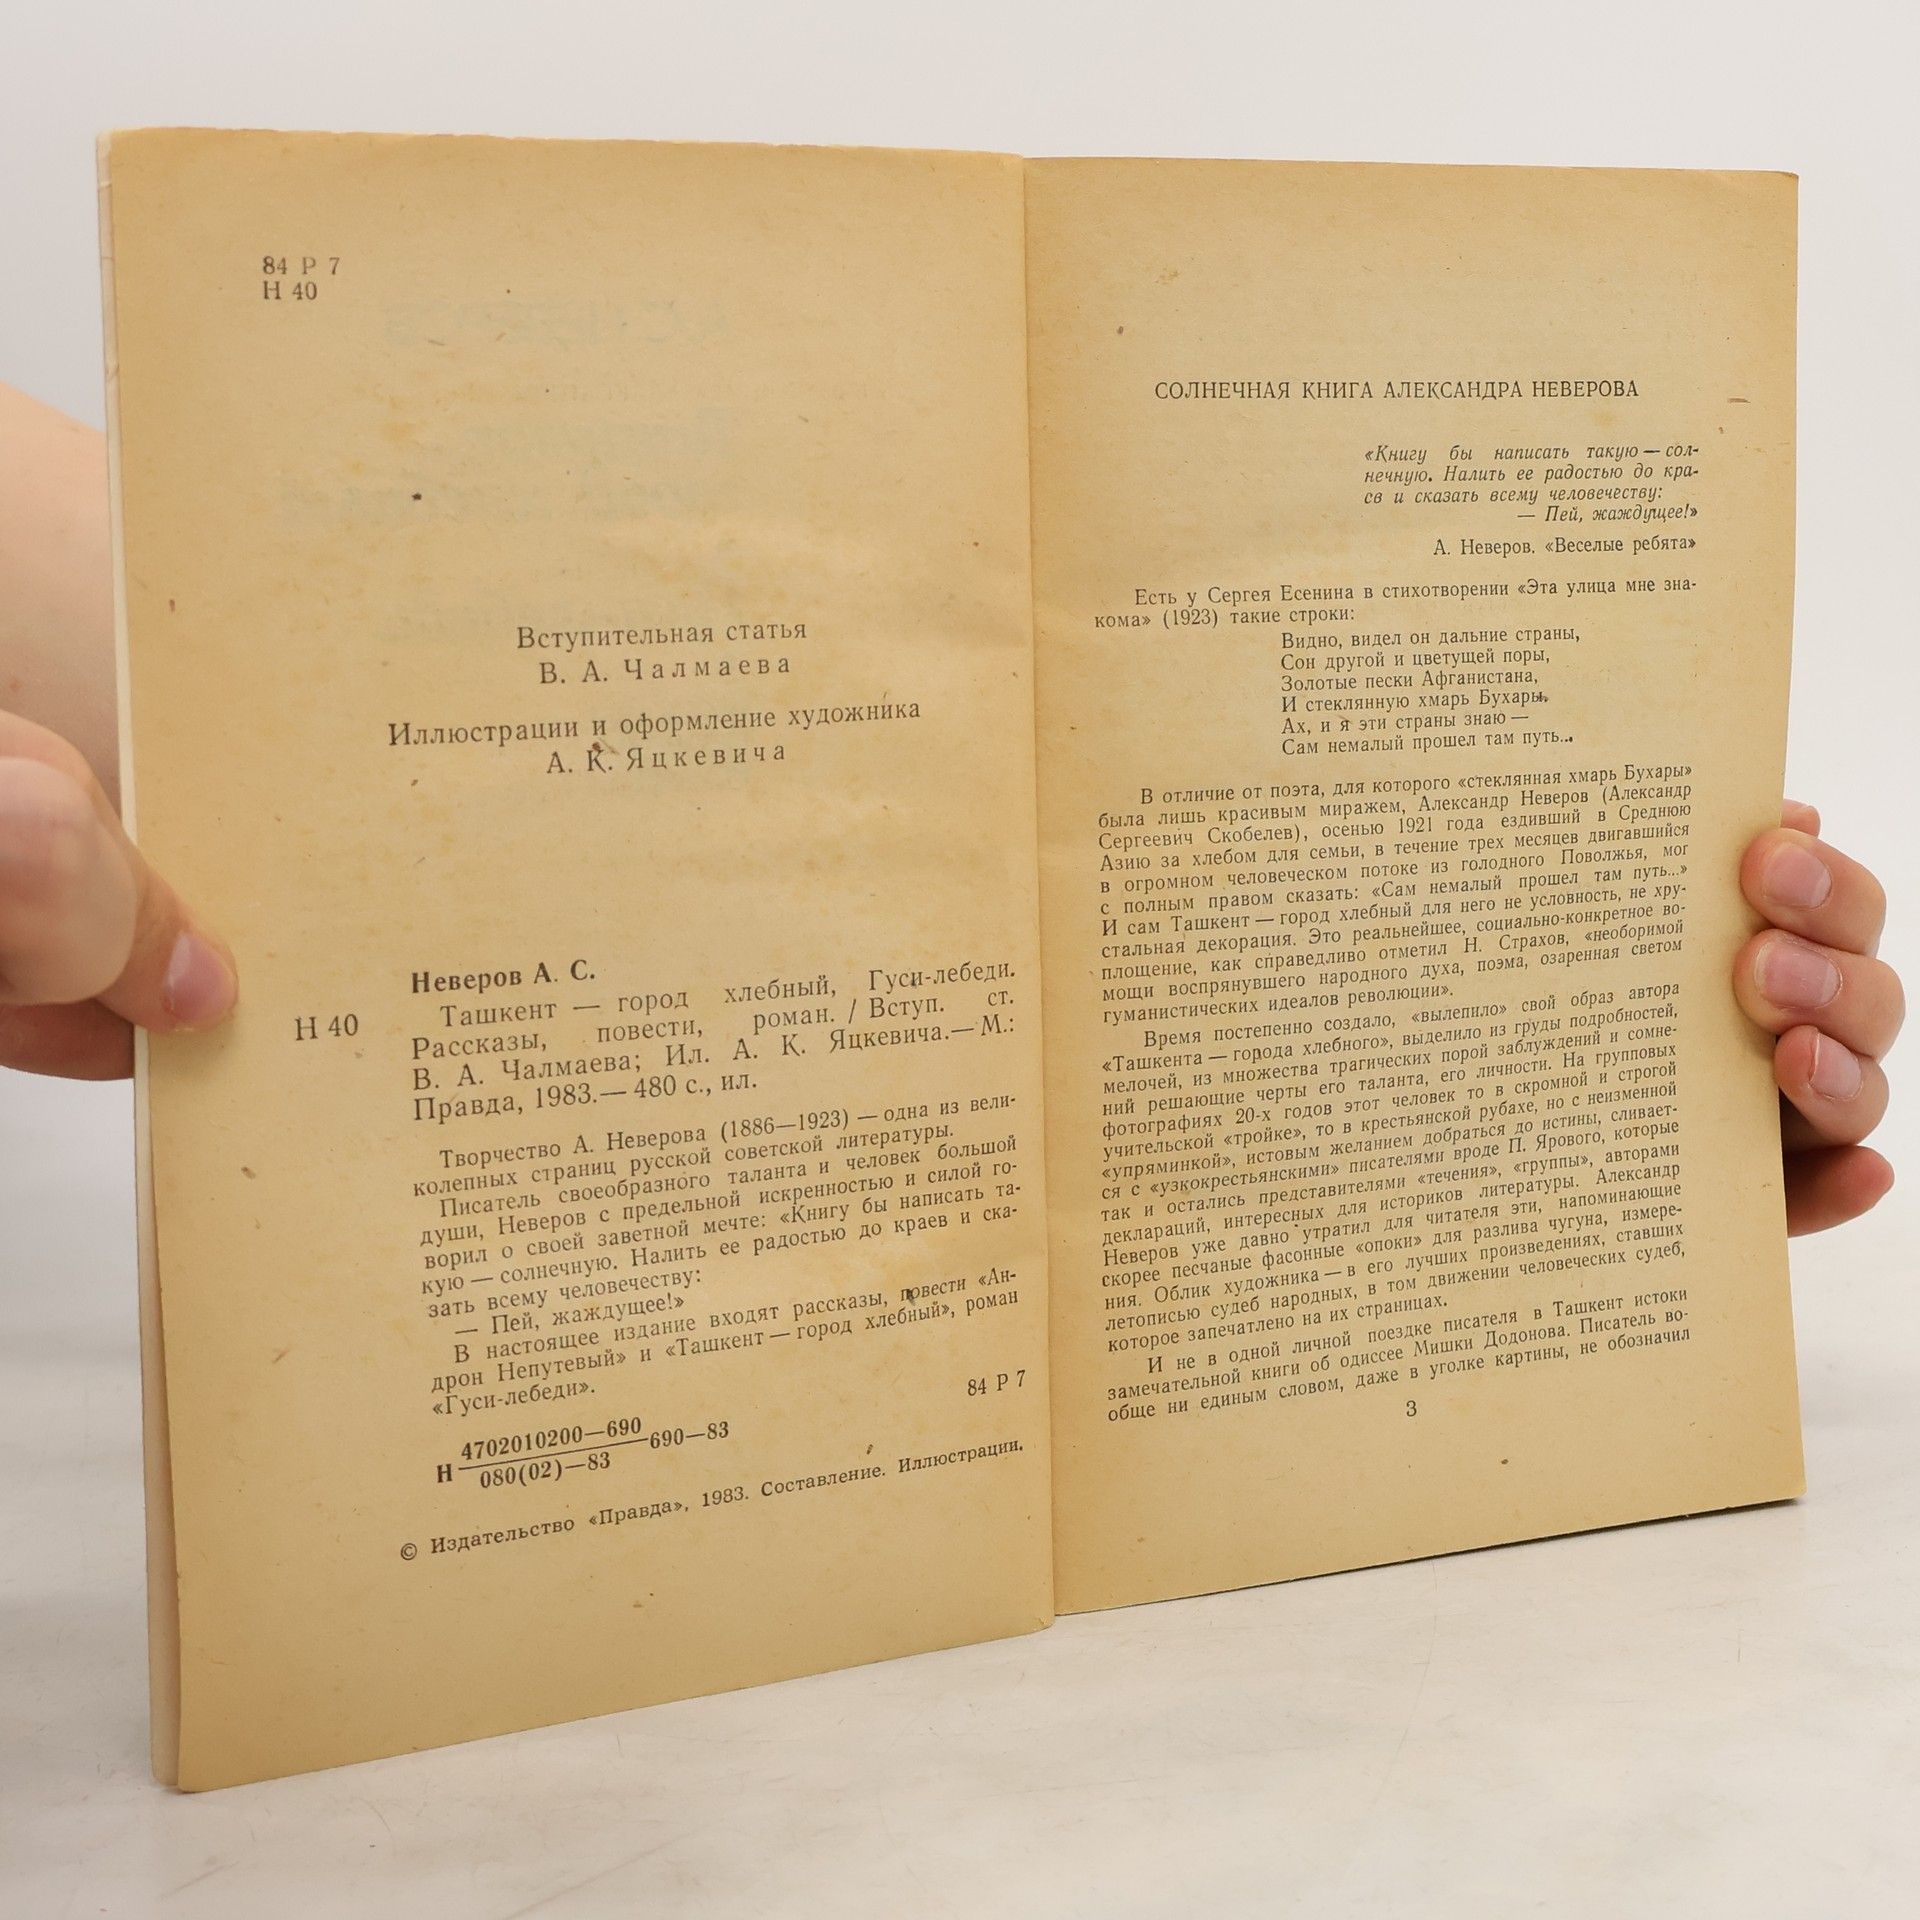 84 Р 7
Н 40
Вступительная статья
В. А. Чалмаева
Иллюстрации и оформление художника
А. К. Яцкевича
Неверов А. С.
Н 40
Ташкент — город хлебный, Гуси-лебеди.
Рассказы, повести, роман. / Вступ. ст.
В. А. Чалмаева; Ил. А. К. Яцкевича.— М.:
Правда, 1983.— 480 с., ил.
Творчество А. Неверова (1886—1923) — одна из вели-
колепных страниц русской советской литературы.
Писатель своеобразного таланта и человек большой
души, Неверов с предельной искренностью и силой го-
ворил о своей заветной мечте: «Книгу бы написать та-
кую — солнечную. Налить ее радостью до краев и ска-
зать всему человечеству:
— Пей, жаждущее!»
В настоящее издание входят рассказы, повести «Ан-
дрон Непутевый» и «Ташкент — город хлебный», роман
«Гуси-лебеди».
84 Р 7
Н 4702010200—690
080(02)—83 690—83
© Издательство «Правда», 1983. Составление. Иллюстрации.
СОЛНЕЧНАЯ КНИГА АЛЕКСАНДРА НЕВЕРОВА
«Книгу бы написать такую — сол-
нечную. Налить ее радостью до кра-
ев и сказать всему человечеству:
— Пей, жаждущее!»
А. Неверов. «Веселые ребята»
Есть у Сергея Есенина в стихотворении «Эта улица мне зна-
кома» (1923) такие строки:
Видно, видел он дальние страны,
Сон другой и цветущей поры,
Золотые пески Афганистана,
И стеклянную хмарь Бухары.
Ах, и я эти страны знаю —
Сам немалый прошел там путь...
В отличие от поэта, для которого «стеклянная хмарь Бухары»
была лишь красивым миражем, Александр Неверов (Александр
Сергеевич Скобелев), осенью 1921 года ездивший в Среднюю
Азию за хлебом для семьи, в течение трех месяцев двигавшийся
в огромном человеческом потоке из голодного Поволжья, мог
с полным правом сказать: «Сам немалый прошел там путь...»
И сам Ташкент — город хлебный для него не условность, не хру-
стальная декорация. Это реальнейшее, социально-конкретное во-
площение, как справедливо отметил Н. Страхов, «необоримой
мощи воспрянувшего народного духа, поэма, озаренная светом
гуманистических идеалов революции».
Время постепенно создало, «вылепило» свой образ автора
«Ташкента — города хлебного», выделило из груды подробностей,
мелочей, из множества трагических порой заблуждений и сомне-
ний решающие черты его таланта, его личности. На групповых
фотографиях 20-х годов этот человек то в скромной и строгой
учительской «тройке», то в крестьянской рубахе, но с неизменной
«упряминкой», истовым желанием добраться до истины, сливает-
ся с «узкокрестьянскими» писателями вроде П. Ярового, которые
так и остались представителями «течения», «группы», авторами
деклараций, интересных для историков литературы. Александр
Неверов уже давно утратил для читателя эти, напоминающие
скорее песчаные фасонные «опоки» для разлива чугуна, измере-
ния. Облик художника — в его лучших произведениях, ставших
летописью судеб народных, в том движении человеческих судеб,
которое запечатлено на их страницах.
И не в одной личной поездке писателя в Ташкент истоки
замечательной книги об одиссее Мишки Додонова. Писатель во-
обще ни единым словом, даже в уголке картины, не обозначил
3